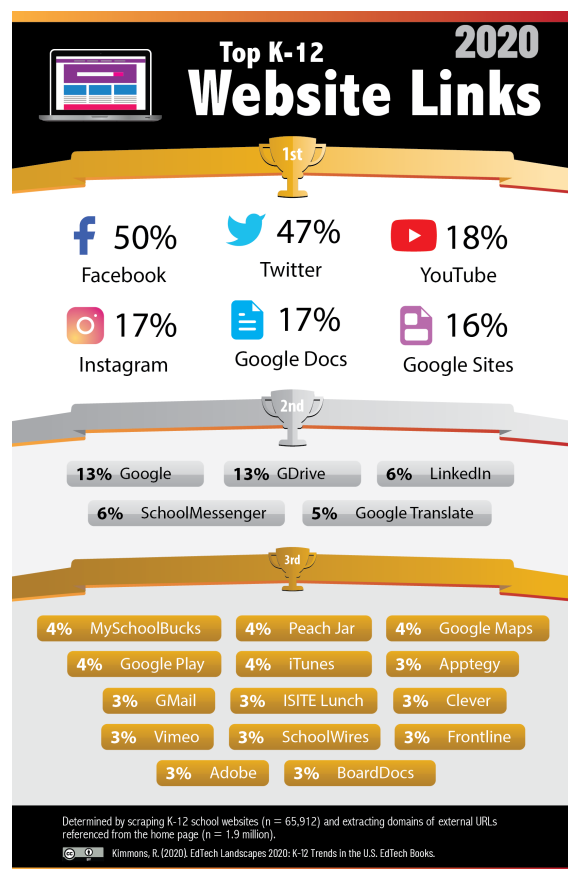 2020
Top K-12
Website Links
1st
50%
Facebook
47%
Twitter
18%
YouTube
17%
Instagram
17%
Google Docs
16%
Google Sites
2nd
13% Google
13% GDrive
6% LinkedIn
6% SchoolMessenger
5% Google Translate
3rd
4% MySchoolBucks
4% Peach Jar
4% Google Maps
4% Google Play
4% iTunes
3% Apptegy
3% GMail
3% ISITE Lunch
3% Clever
3% Vimeo
3% SchoolWires
3% Frontline
3% Adobe
3% BoardDocs
Determined by scraping K-12 school websites (n = 65,912) and extracting domains of external URLs
referenced from the home page (n = 1.9 million).
cc BY Kimmons, R. (2020). EdTech Landscapes 2020: K-12 Trends in the U.S. EdTech Books.